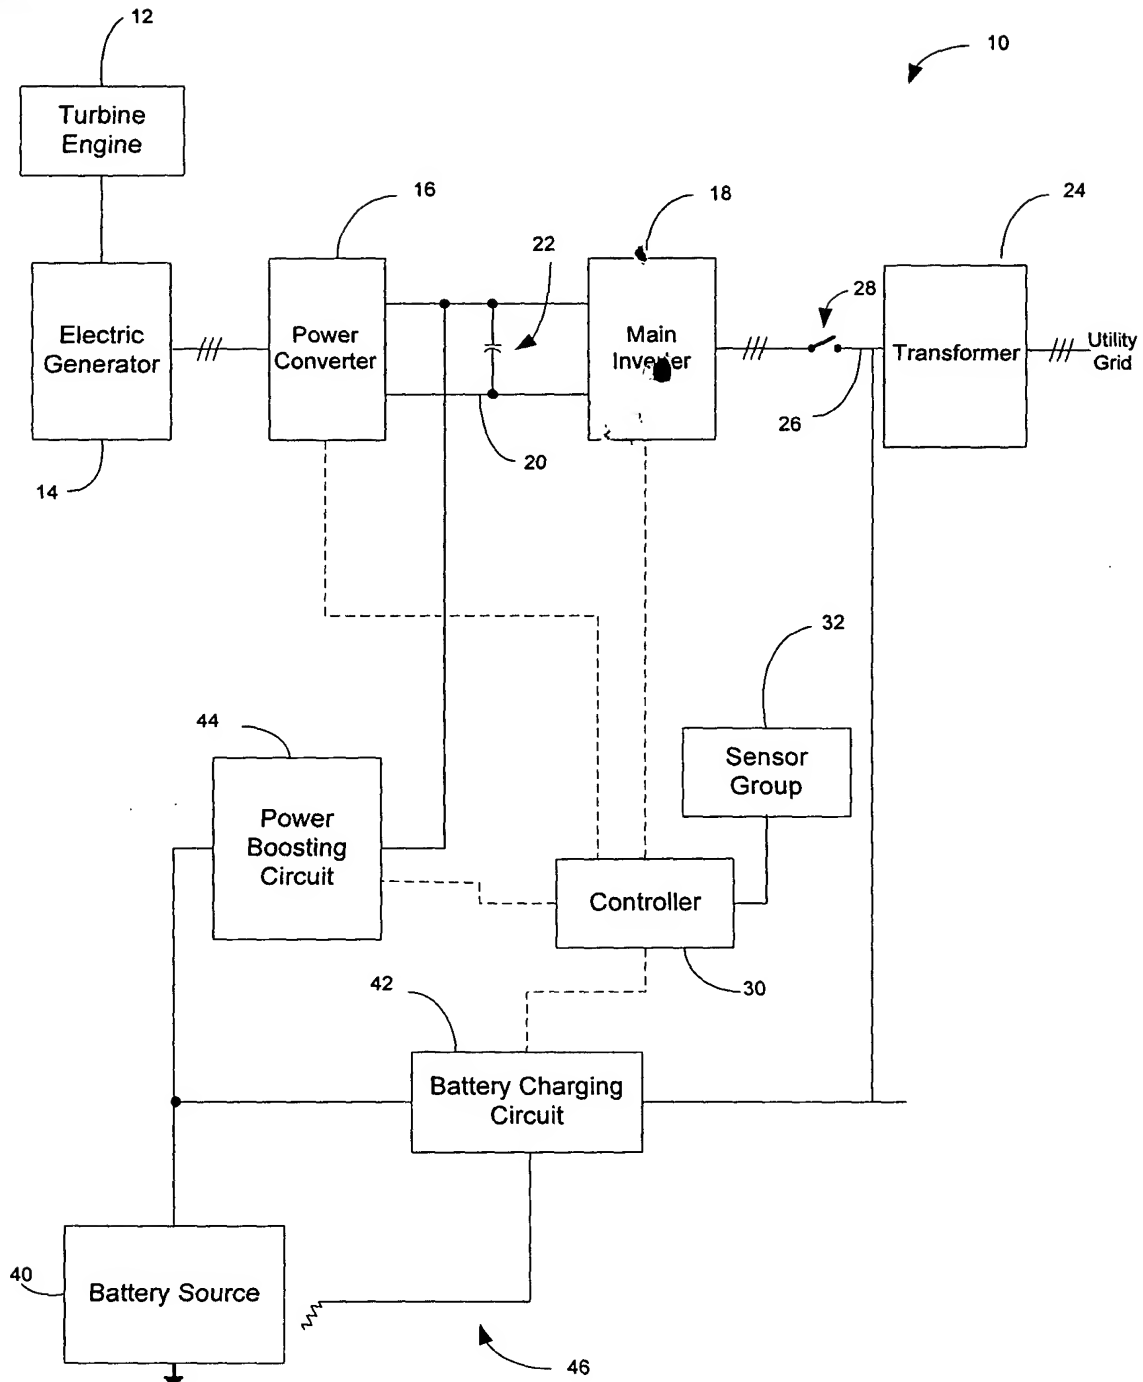 12
10
Turbine
Engine
16
18
24
22
28
Electric
Generator
Power
Converter
Main
Inverter
Transformer
Utility
Grid
14
20
26
32
44
Sensor
Group
Power
Boosting
Circuit
Controller
42
30
Battery Charging
Circuit
40
Battery Source
46